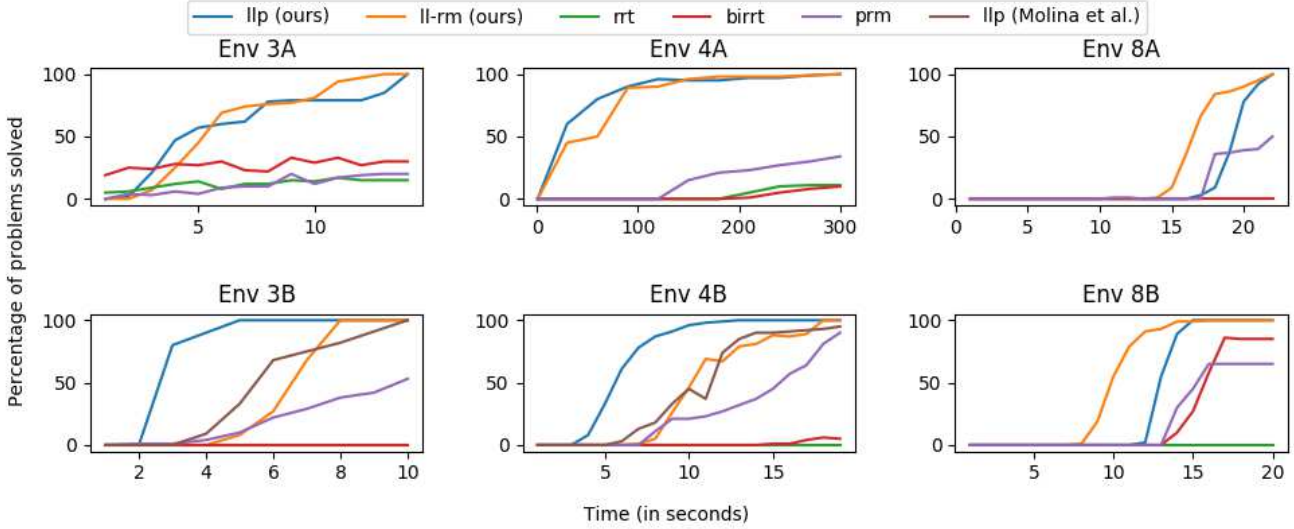 llp (ours) ll-rm (ours) rrt birrt prm llp (Molina et al.)
Env 3A Env 4A Env 8A
100 100 100
50 50 50
0 0 0
5 10 0 100 200 300 0 5 10 15 20
Percentage of problems solved
Env 3B Env 4B Env 8B
100 100 100
50 50 50
0 0 0
2 4 6 8 10 5 10 15 5 10 15 20
Time (in seconds)